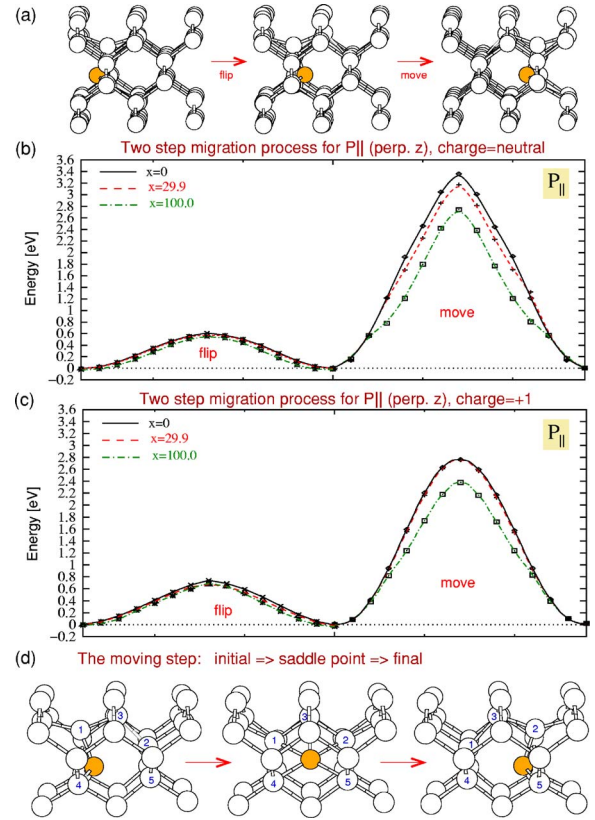 (a)
flip
move
(b)
Two step migration process for P|| (perp. z), charge=neutral
3.6
3.4
3.2
3
2.8
2.6
2.4
2.2
2
1.8
1.6
1.4
1.2
1
0.8
0.6
0.4
0.2
0
−0.2
Energy [eV]
x=0
x=29.9
x=100.0
P||
flip
move
(c)
Two step migration process for P|| (perp. z), charge=+1
3.6
3.4
3.2
3
2.8
2.6
2.4
2.2
2
1.8
1.6
1.4
1.2
1
0.8
0.6
0.4
0.2
0
−0.2
Energy [eV]
x=0
x=29.9
x=100.0
P||
flip
move
(d)
The moving step: initial => saddle point => final
1 3 2 4 5
1 3 2 4 5
1 3 2 4 5